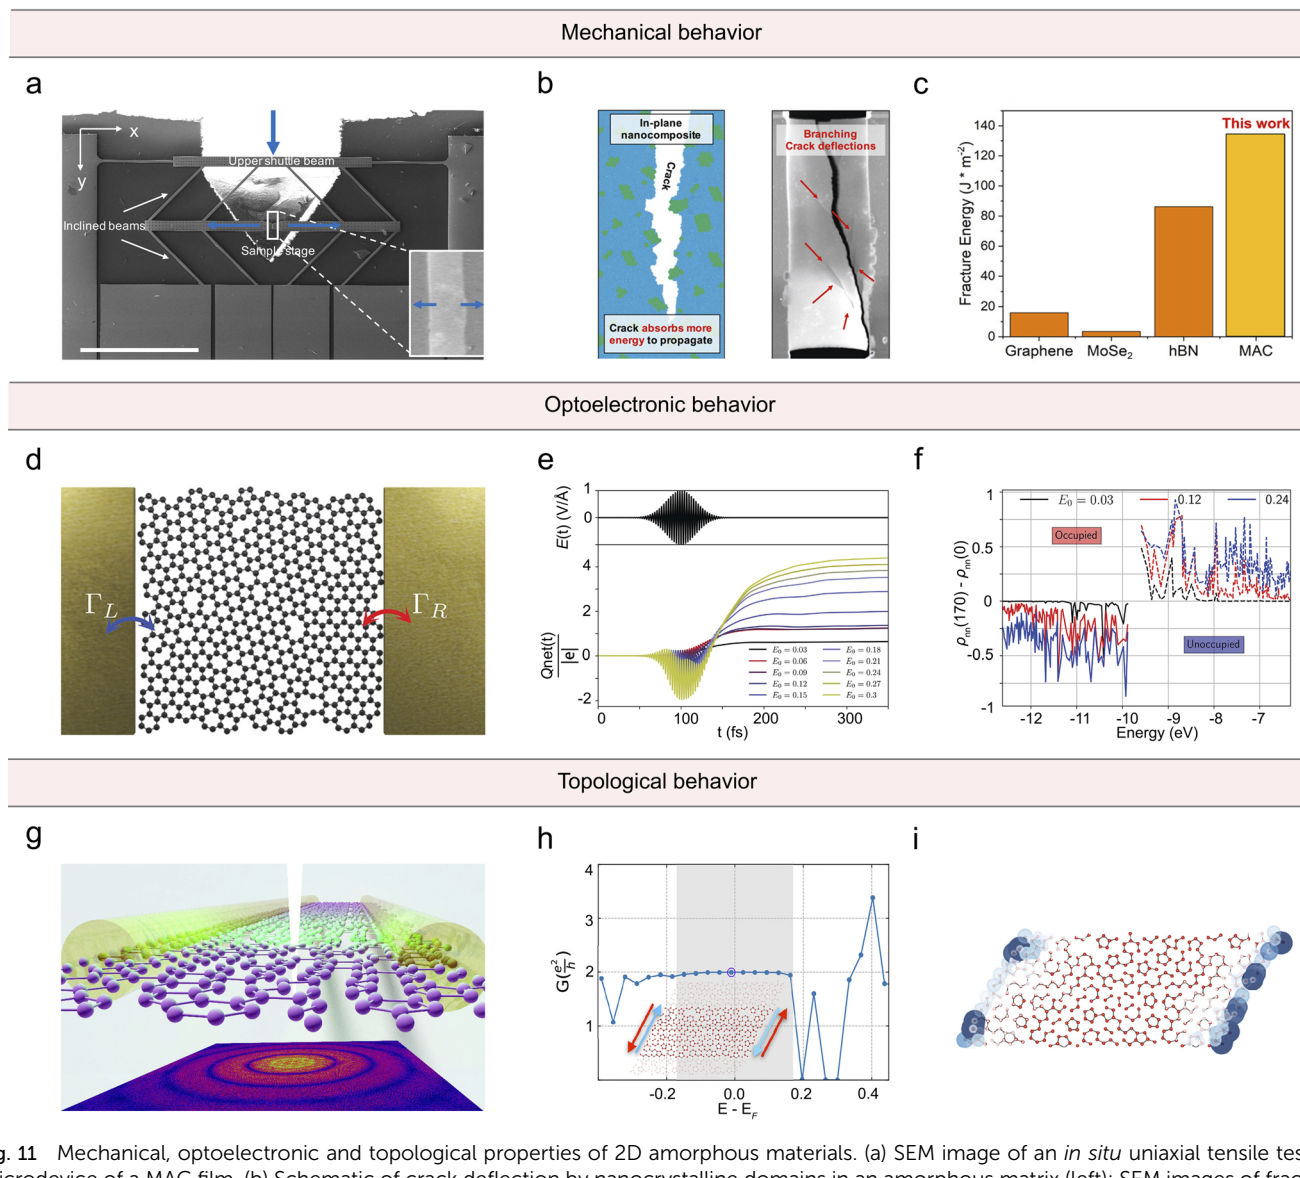 Mechanical behavior
a
x
y
Upper shuttle beam
Inclined beams
Sample stage
b
In-plane
nanocomposite
Crack
Crack absorbs more
energy to propagate
Branching
Crack deflections
c
This work
Fracture Energy (J * m⁻²)
140
120
100
80
60
40
20
0
Graphene MoSe₂ hBN MAC
Optoelectronic behavior
d
Γ_L
Γ_R
e
E(t) (V/Å)
1
0
Qnet(t)
|e|
4
2
0
-2
E₀ = 0.03
E₀ = 0.06
E₀ = 0.09
E₀ = 0.12
E₀ = 0.15
E₀ = 0.18
E₀ = 0.21
E₀ = 0.24
E₀ = 0.27
E₀ = 0.3
0 100 200 300
t (fs)
f
ρnn(170) - ρnn(0)
1
0.5
0
-0.5
-1
E₀ = 0.03 0.12 0.24
Occupied
Unoccupied
-12 -11 -10 -9 -8 -7
Energy (eV)
Topological behavior
g
h
G(e²/h)
4
3
2
1
-0.2 0.0 0.2 0.4
E - E_F
i
g. 11 Mechanical, optoelectronic and topological properties of 2D amorphous materials. (a) SEM image of an in situ uniaxial tensile tes
icrodevice of a MAC film. (b) Schematic of crack deflection by nanocrystalline domains in an amorphous matrix (left); SEM images of frac